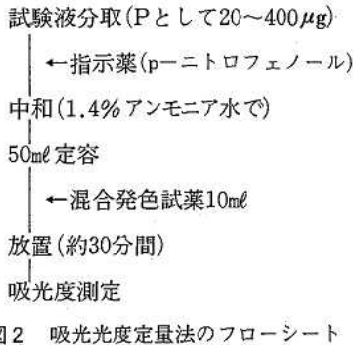 試験液分取(Pとして20～400μg)
←指示薬(p－ニトロフェノール)
中和(1.4%アンモニア水で)
50mℓ定容
←混合発色試薬10mℓ
放置(約30分間)
吸光度測定
図2 吸光光度定量法のフローシート